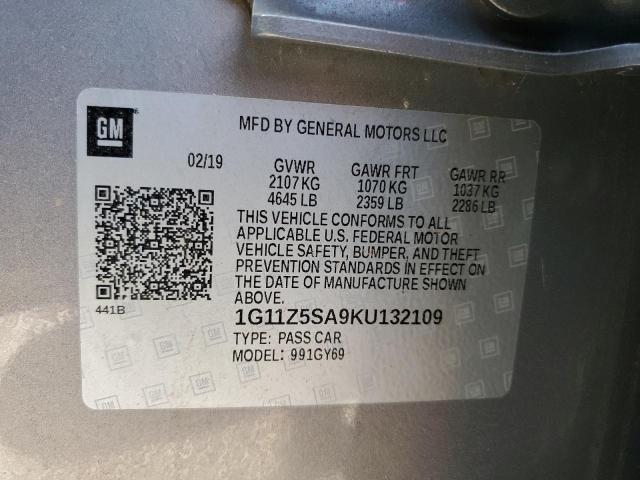 GM
MFD BY GENERAL MOTORS LLC
02/19
GVWR GAWR FRT GAWR RR
2107 KG 1070 KG 1037 KG
4645 LB 2359 LB 2286 LB
THIS VEHICLE CONFORMS TO ALL
APPLICABLE U.S. FEDERAL MOTOR
VEHICLE SAFETY, BUMPER, AND THEFT
PREVENTION STANDARDS IN EFFECT ON
THE DATE OF MANUFACTURE SHOWN
ABOVE.
441B
1G11Z5SA9KU132109
TYPE: PASS CAR
MODEL: 991GY69